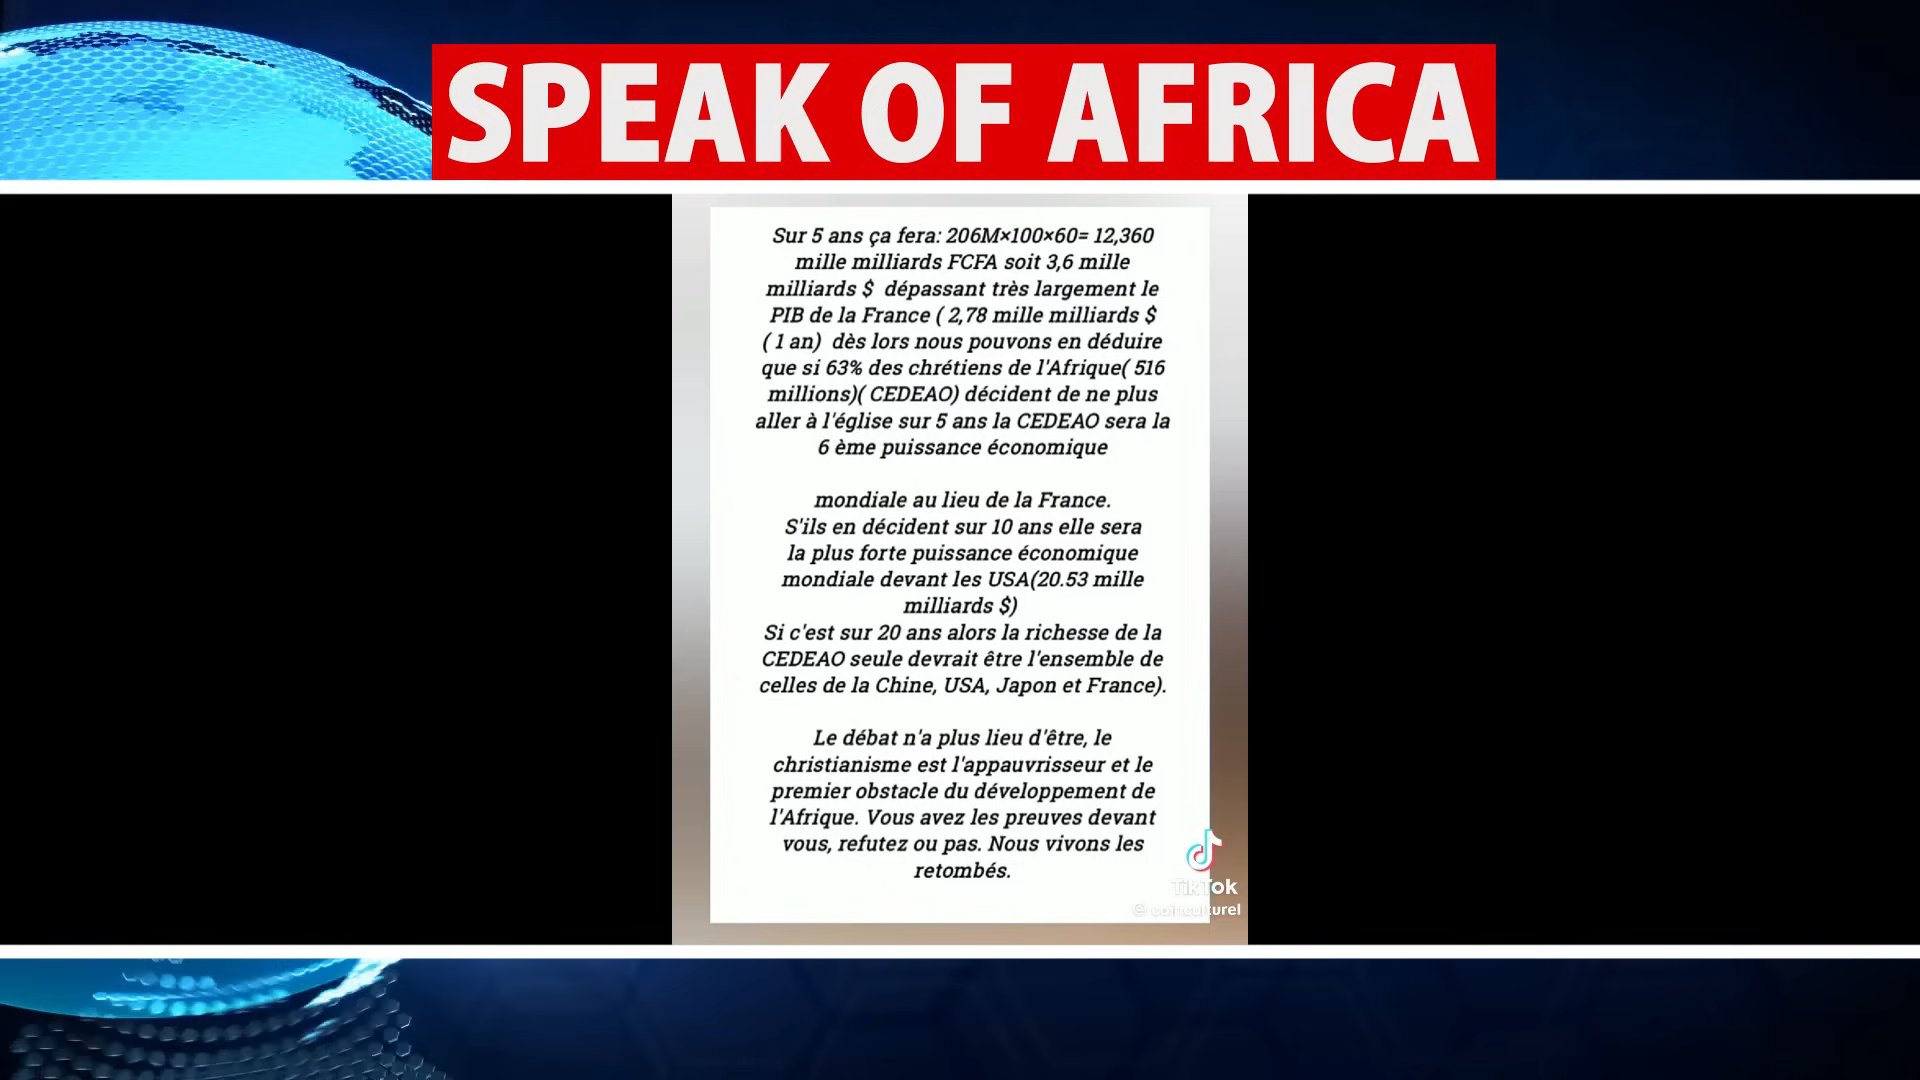 SPEAK OF AFRICA
Sur 5 ans ça fera: 206M×100×60= 12,360
mille milliards FCFA soit 3,6 mille
milliards $ dépassant très largement le
PIB de la France ( 2,78 mille milliards $
( 1 an) dès lors nous pouvons en déduire
que si 63% des chrétiens de l'Afrique( 516
millions)( CEDEAO) décident de ne plus
aller à l'église sur 5 ans la CEDEAO sera la
6 ème puissance économique
mondiale au lieu de la France.
S'ils en décident sur 10 ans elle sera
la plus forte puissance économique
mondiale devant les USA(20.53 mille
milliards $)
Si c'est sur 20 ans alors la richesse de la
CEDEAO seule devrait être l'ensemble de
celles de la Chine, USA, Japon et France).
Le débat n'a plus lieu d'être, le
christianisme est l'appauvrisseur et le
premier obstacle du développement de
l'Afrique. Vous avez les preuves devant
vous, refutez ou pas. Nous vivons les
retombés.
TikTok
@ coinculturel